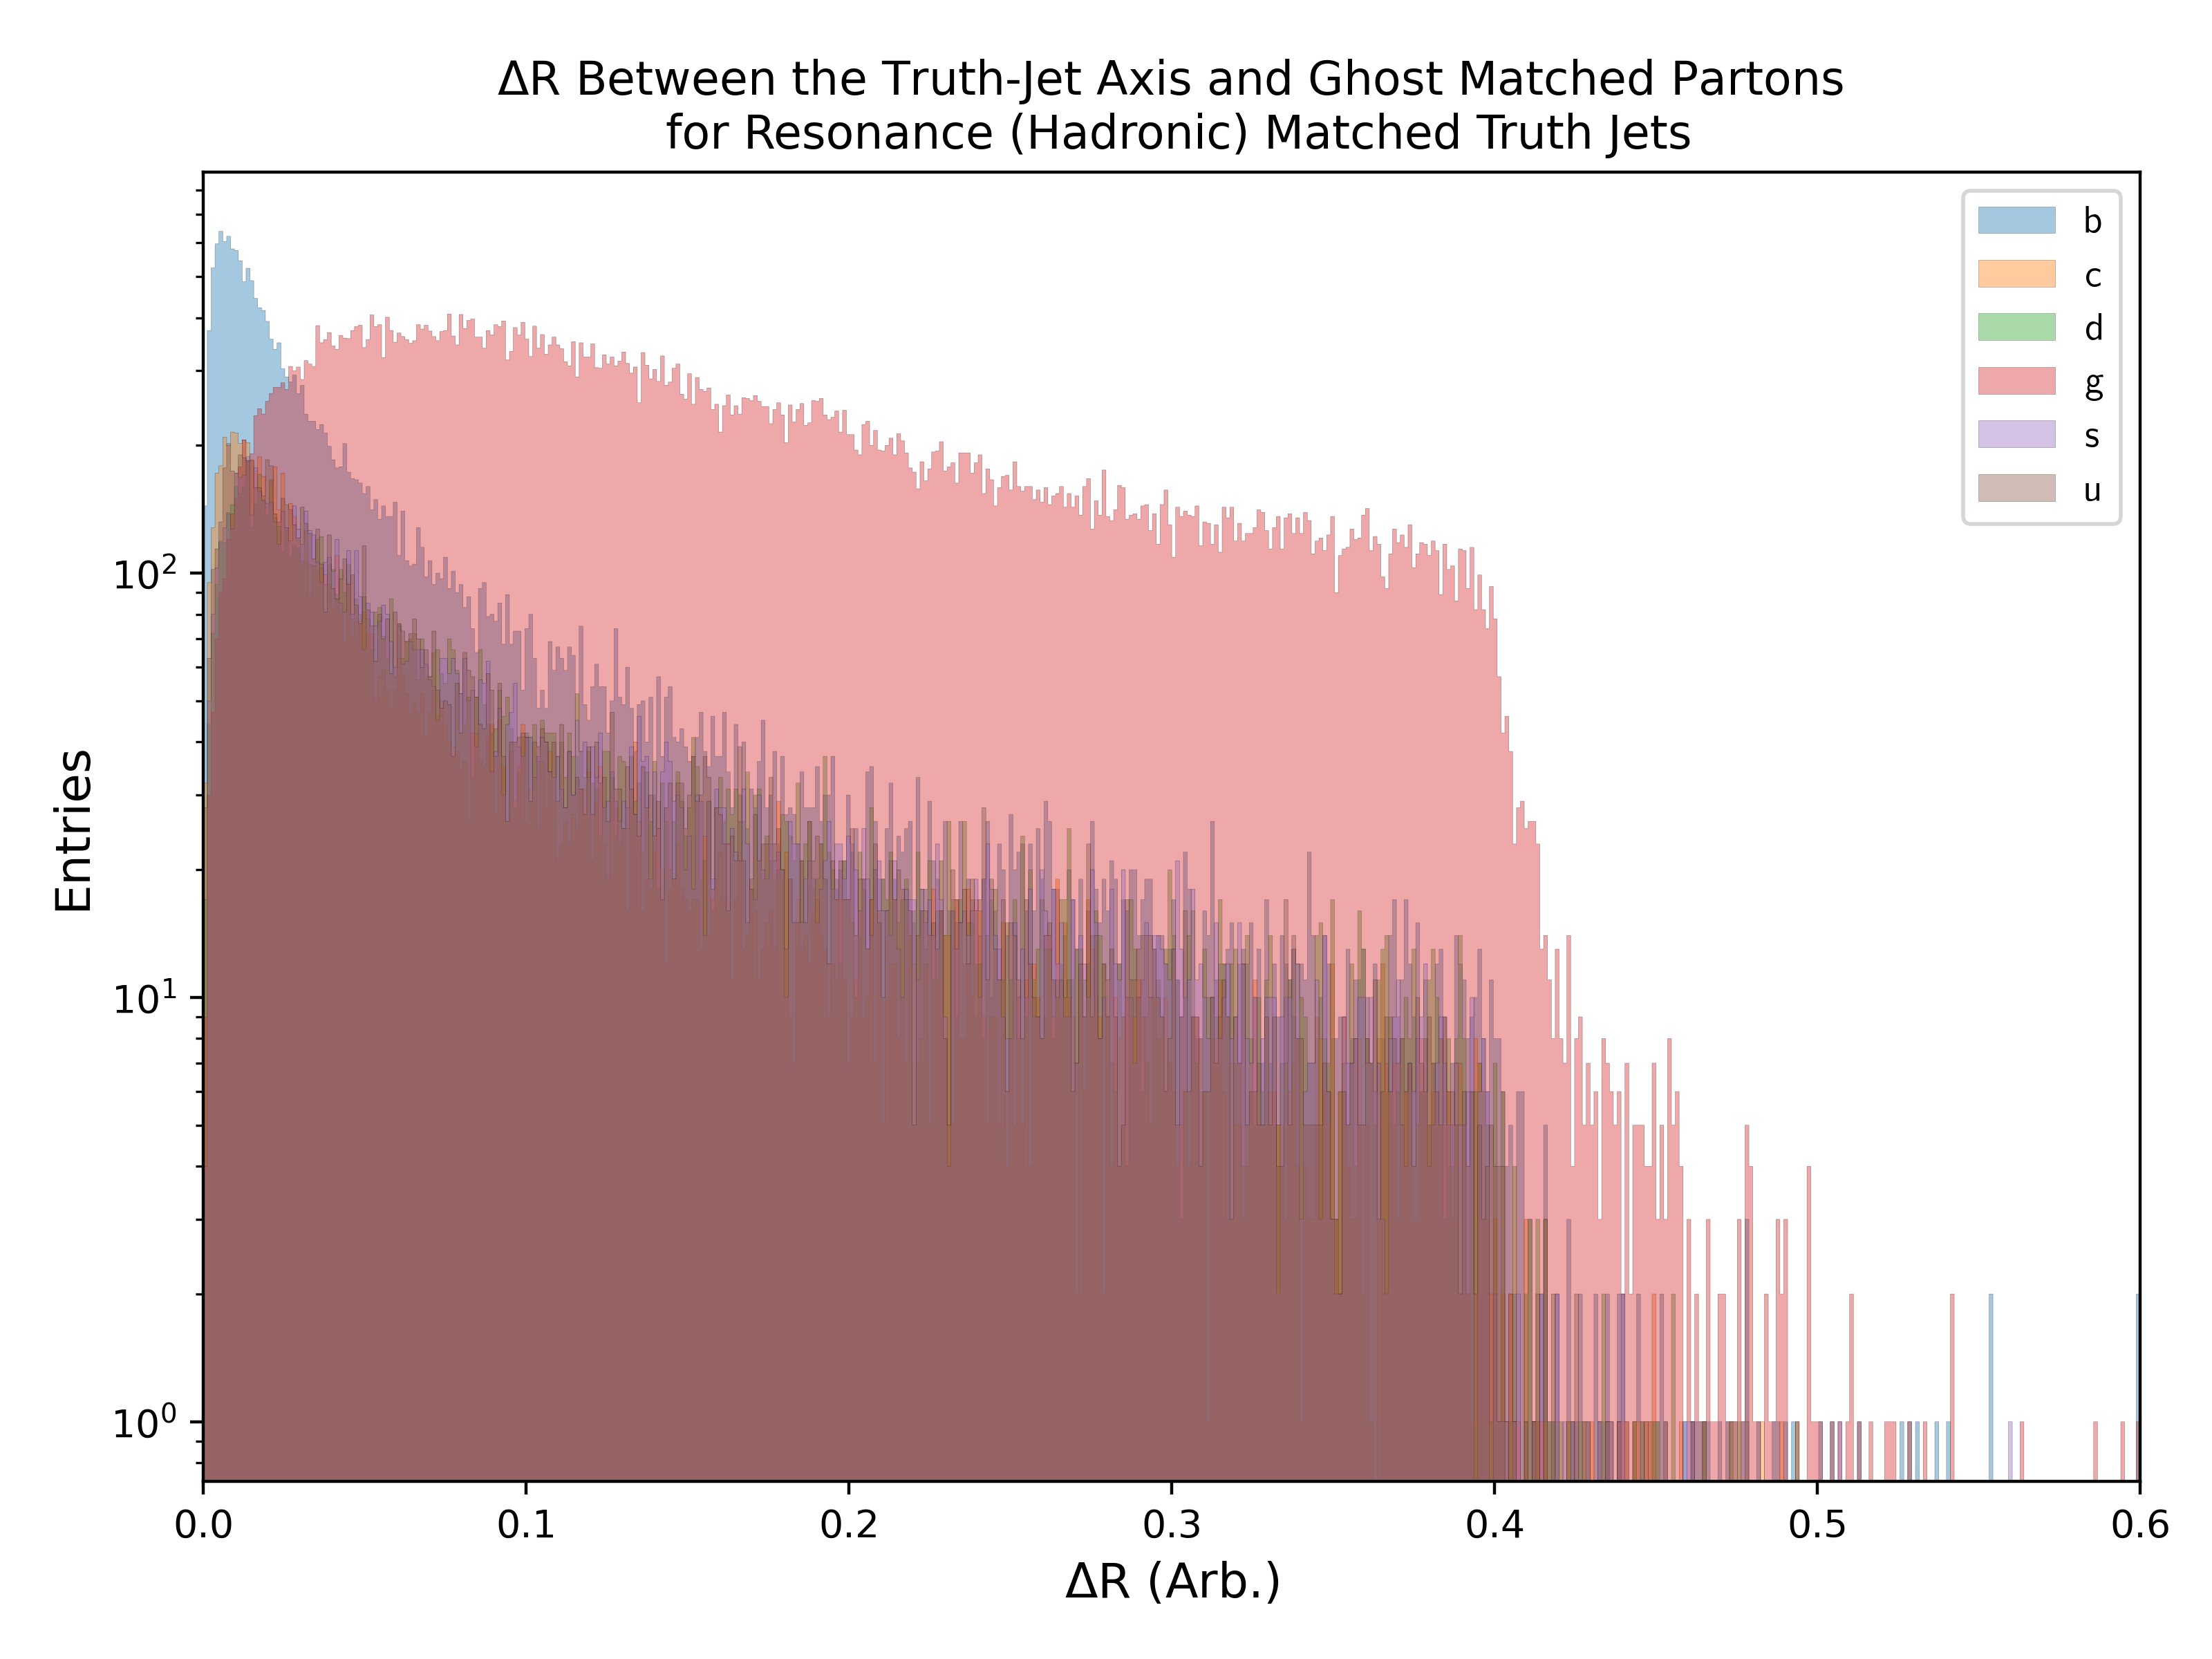 ΔR Between the Truth-Jet Axis and Ghost Matched Partons
for Resonance (Hadronic) Matched Truth Jets
b
c
d
g
s
u
Entries
10²
10¹
10⁰
0.0 0.1 0.2 0.3 0.4 0.5 0.6
ΔR (Arb.)